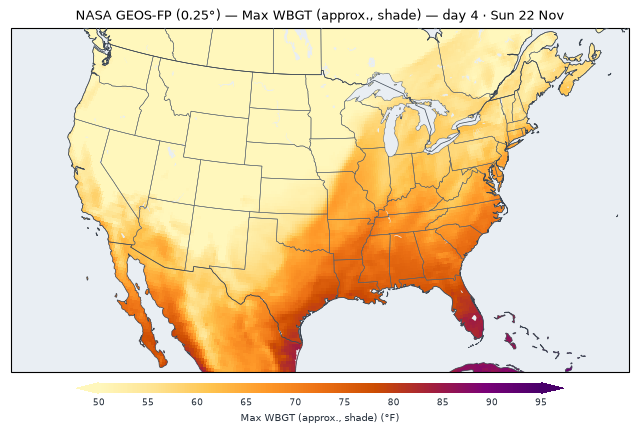 NASA GEOS-FP (0.25°) — Max WBGT (approx., shade) — day 4 · Sun 22 Nov
50 55 60 65 70 75 80 85 90 95
Max WBGT (approx., shade) (°F)